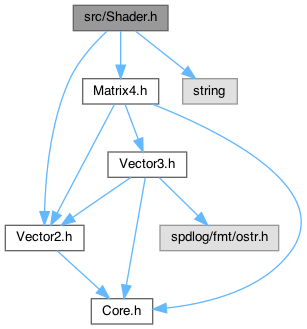 src/Shader.h
Matrix4.h
string
Vector3.h
Vector2.h
spdlog/fmt/ostr.h
Core.h